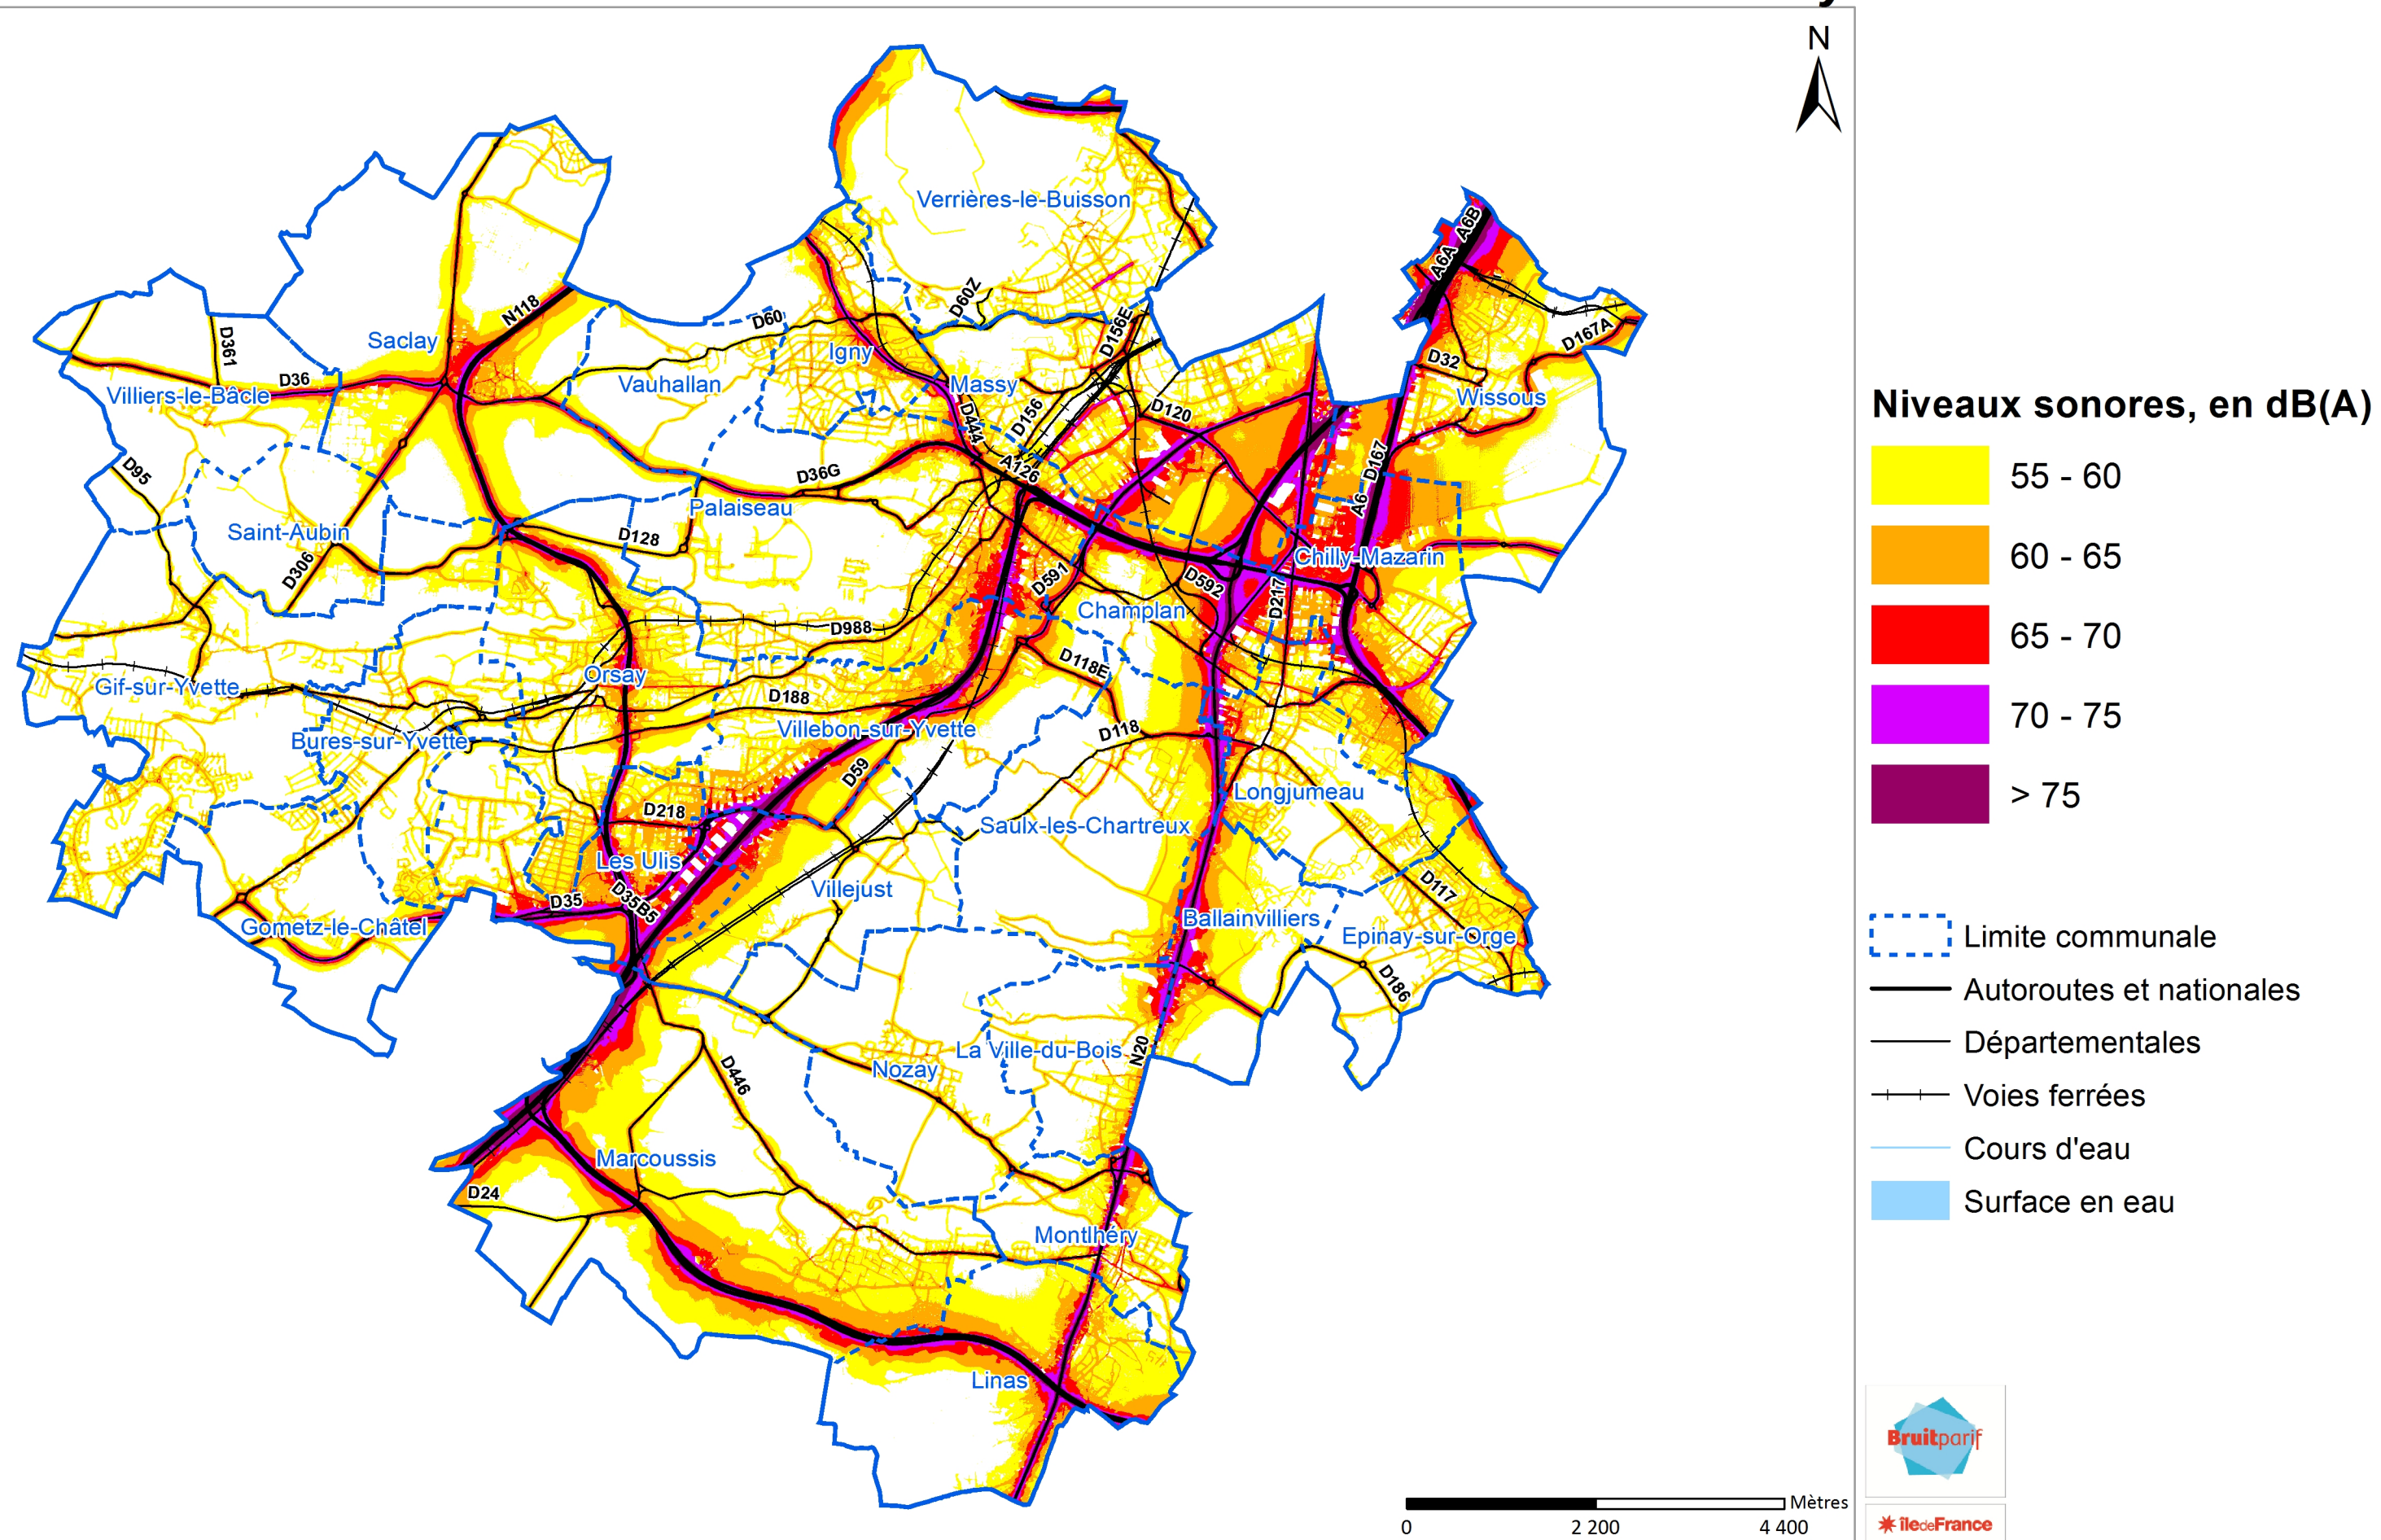 N
Verrières-le-Buisson
A6A
A6B
N118
D60Z
D60
D156E
D167A
D361
Saclay
Igny
D32
D36
Vauhallan
Massy
Villiers-le-Bâcle
Wissous
D444
D156
D120
D95
D36G
A126
D167
A6
Palaiseau
Saint-Aubin
D128
D306
Chilly-Mazarin
D591
D592
D217
Champlan
D988
D118E
Orsay
Gif-sur-Yvette
D188
Villebon-sur-Yvette
Bures-sur-Yvette
D118
D59
Longjumeau
D218
Saulx-les-Chartreux
Les Ulis
Villejust
D35
D35B5
D117
Gometz-le-Châtel
Ballainvilliers
Epinay-sur-Orge
D186
La Ville-du-Bois
N20
Nozay
D446
Marcoussis
D24
Montlhéry
Linas
Mètres
0
2 200
4 400
Niveaux sonores, en dB(A)
55 - 60
60 - 65
65 - 70
70 - 75
> 75
Limite communale
Autoroutes et nationales
Départementales
Voies ferrées
Cours d'eau
Surface en eau
Bruitparif
îledeFrance